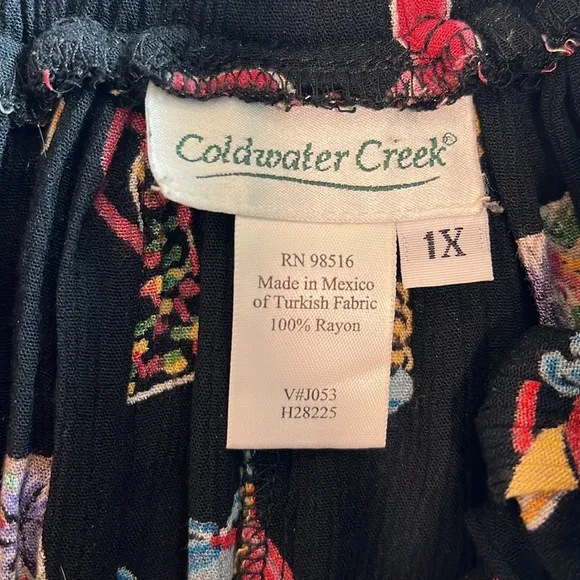 Coldwater Creek®
1X
RN 98516
Made in Mexico
of Turkish Fabric
100% Rayon
V#J053
H28225